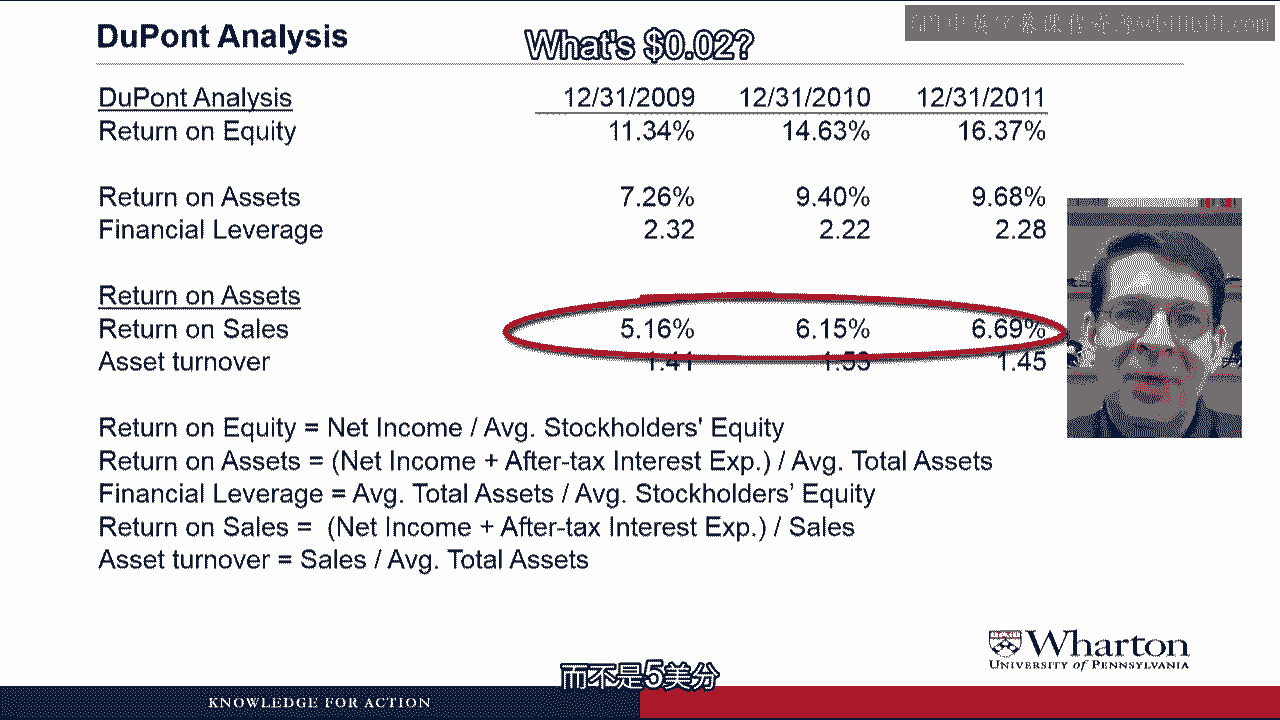 DuPont Analysis
What's $0.02?
DuPont Analysis 12/31/2009 12/31/2010 12/31/2011
Return on Equity 11.34% 14.63% 16.37%
Return on Assets 7.26% 9.40% 9.68%
Financial Leverage 2.32 2.22 2.28
Return on Assets
Return on Sales 5.16% 6.15% 6.69%
Asset turnover 1.41 1.53 1.45
Return on Equity = Net Income / Avg. Stockholders' Equity
Return on Assets = (Net Income + After-tax Interest Exp.) / Avg. Total Assets
Financial Leverage = Avg. Total Assets / Avg. Stockholders’ Equity
Return on Sales = (Net Income + After-tax Interest Exp.) / Sales
Asset turnover = Sales / Avg. Total Assets
Wharton
UNIVERSITY OF PENNSYLVANIA
而不是5美分
KNOWLEDGE FOR ACTION